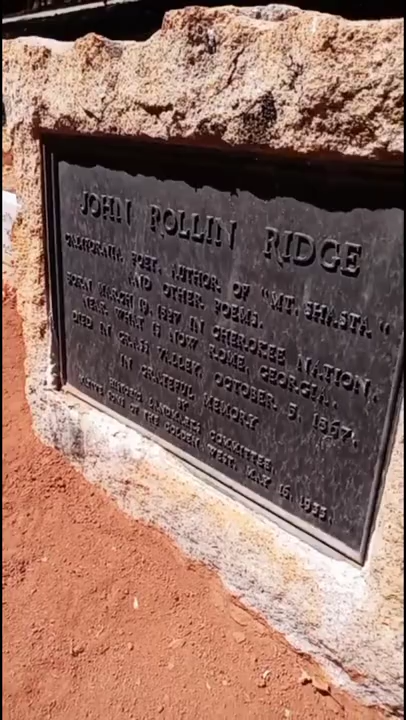 JOHN ROLLIN RIDGE
CALIFORNIA POET, AUTHOR OF "MT. SHASTA"
AND OTHER POEMS.
BORN MARCH 19, 1827 IN CHEROKEE NATION,
NEAR WHAT IS NOW ROME, GEORGIA.
DIED IN GRASS VALLEY, OCTOBER 5, 1867.
IN GRATEFUL MEMORY
BY
LANDMARKS COMMITTEE
NATIVE SONS OF THE GOLDEN WEST, MAY 16, 1933.